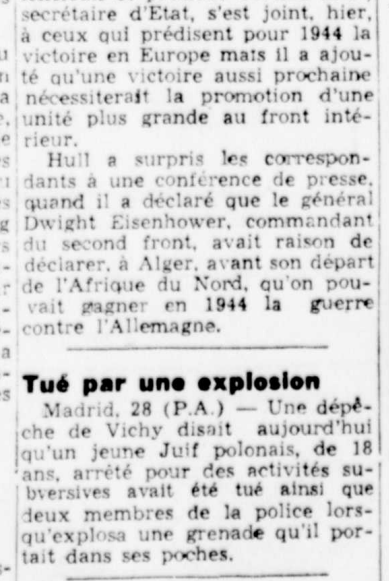 secrétaire d'Etat, s'est joint, hier,
à ceux qui prédisent pour 1944 la
victoire en Europe mais il a ajou-
té qu'une victoire aussi prochaine
nécessiterait la promotion d'une
unité plus grande au front inté-
rieur.
Hull a surpris les correspon-
dants à une conférence de presse,
quand il a déclaré que le général
Dwight Eisenhower, commandant
du second front, avait raison de
déclarer, à Alger, avant son départ
de l'Afrique du Nord, qu'on pou-
vait gagner en 1944 la guerre
contre l'Allemagne.
Tué par une explosion
Madrid, 28 (P.A.) — Une dépê-
che de Vichy disait aujourd'hui
qu'un jeune Juif polonais, de 18
ans, arrêté pour des activités su-
bversives avait été tué ainsi que
deux membres de la police lors-
qu'explosa une grenade qu'il por-
tait dans ses poches.